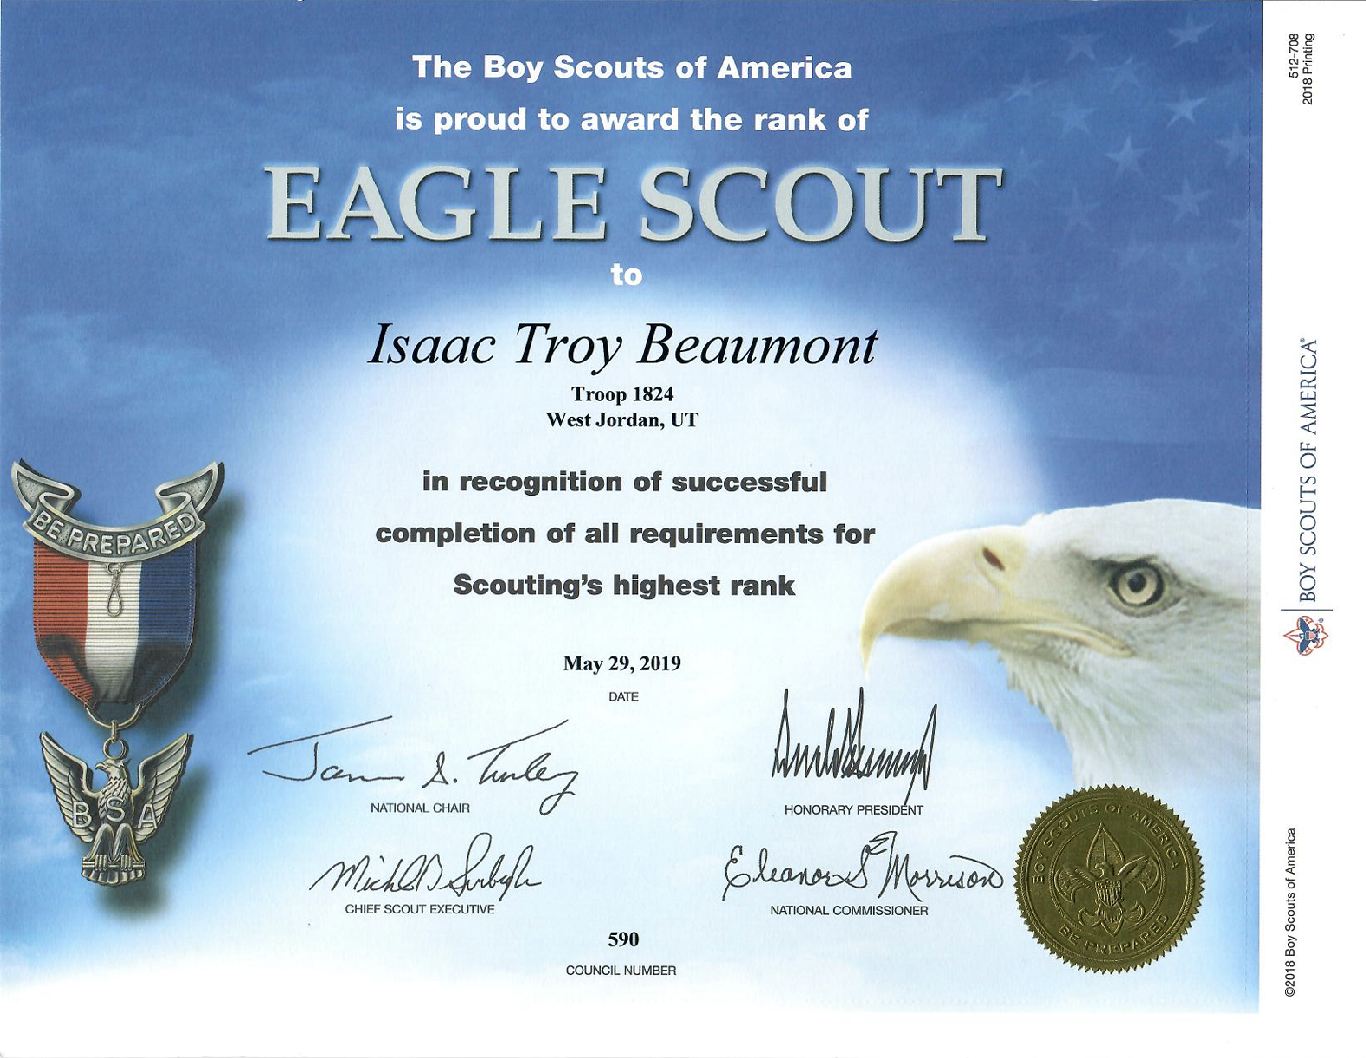 The Boy Scouts of America
is proud to award the rank of
EAGLE SCOUT
to
Isaac Troy Beaumont
Troop 1824
West Jordan, UT
in recognition of successful
completion of all requirements for
Scouting's highest rank
May 29, 2019
DATE
BE PREPARED
BSA
James S. Turley
NATIONAL CHAIR
HONORARY PRESIDENT
CHIEF SCOUT EXECUTIVE
Eleanor S Morrison
NATIONAL COMMISSIONER
590
COUNCIL NUMBER
BOY SCOUTS OF AMERICA
BE PREPARED
512-708
2018 Printing
BOY SCOUTS OF AMERICA®
©2018 Boy Scouts of America